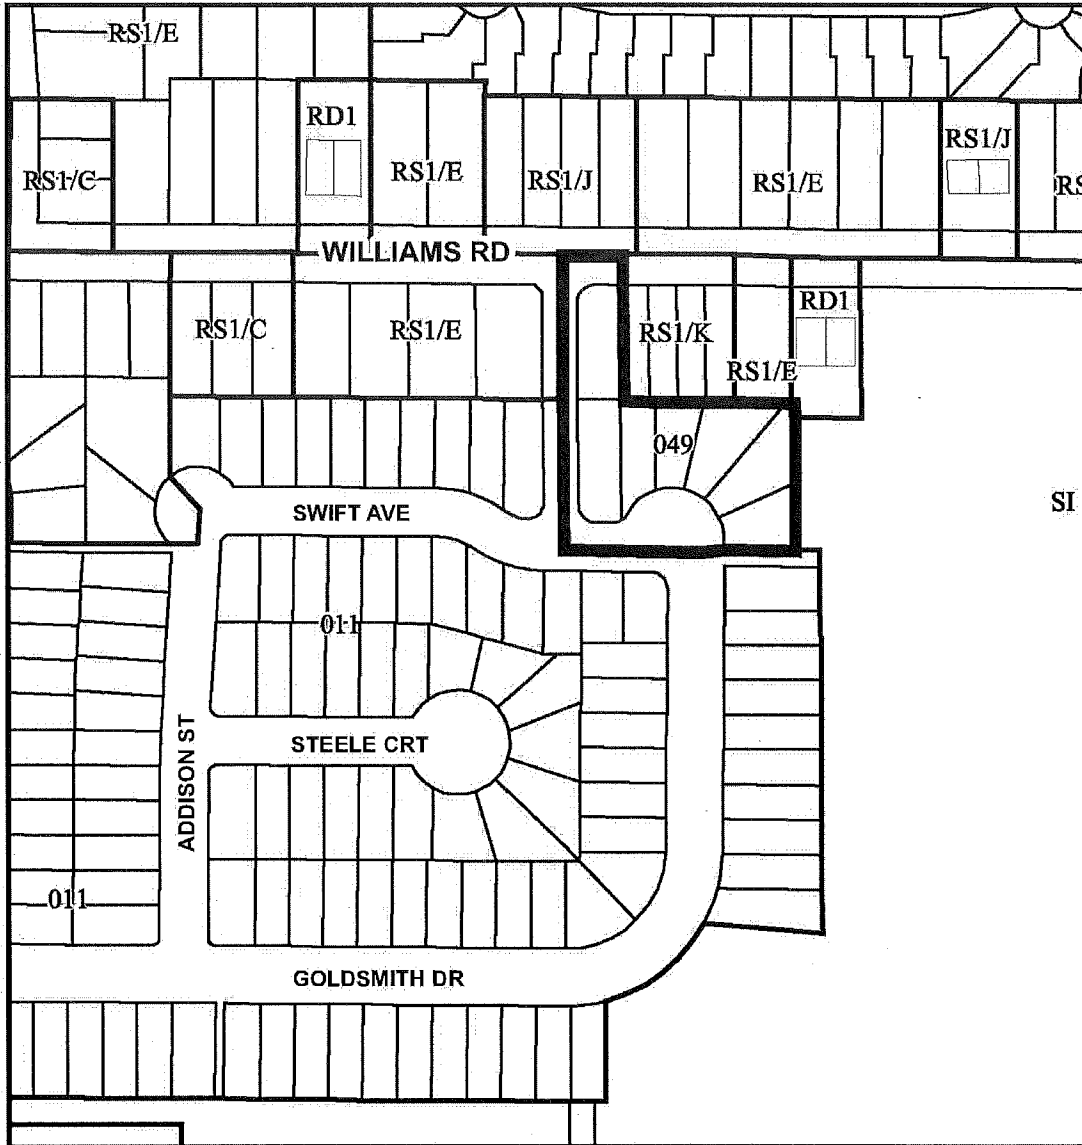 RS1/E
RD1
RS1/J
RS1/C
RS1/E
RS1/J
RS1/E
RS
WILLIAMS RD
RD1
RS1/C
RS1/E
RS1/K
RS1/E
049
SWIFT AVE
SI
011
STEELE CRT
ADDISON ST
011
GOLDSMITH DR